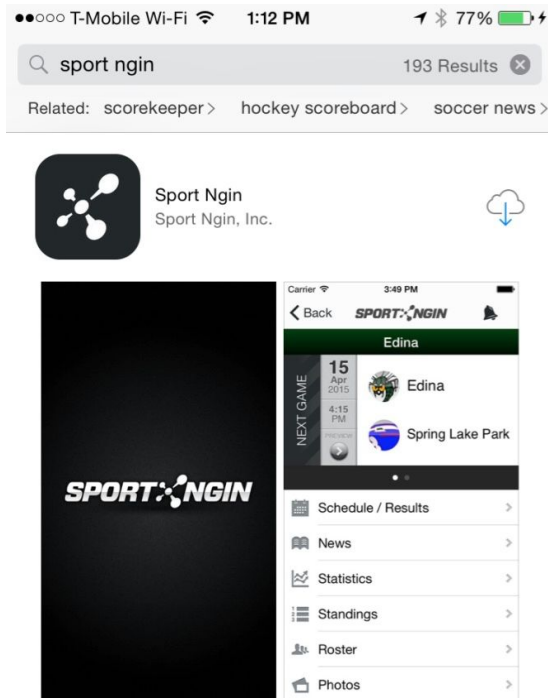 T-Mobile Wi-Fi 1:12 PM 77%
sport ngin 193 Results
Related: scorekeeper > hockey scoreboard > soccer news >
Sport Ngin
Sport Ngin, Inc.
SPORT NGIN
Carrier 3:49 PM
Back SPORT NGIN
Edina
NEXT GAME
15
Apr
2015
4:15
PM
PREVIEW
Edina
Spring Lake Park
Schedule / Results
News
Statistics
Standings
Roster
Photos